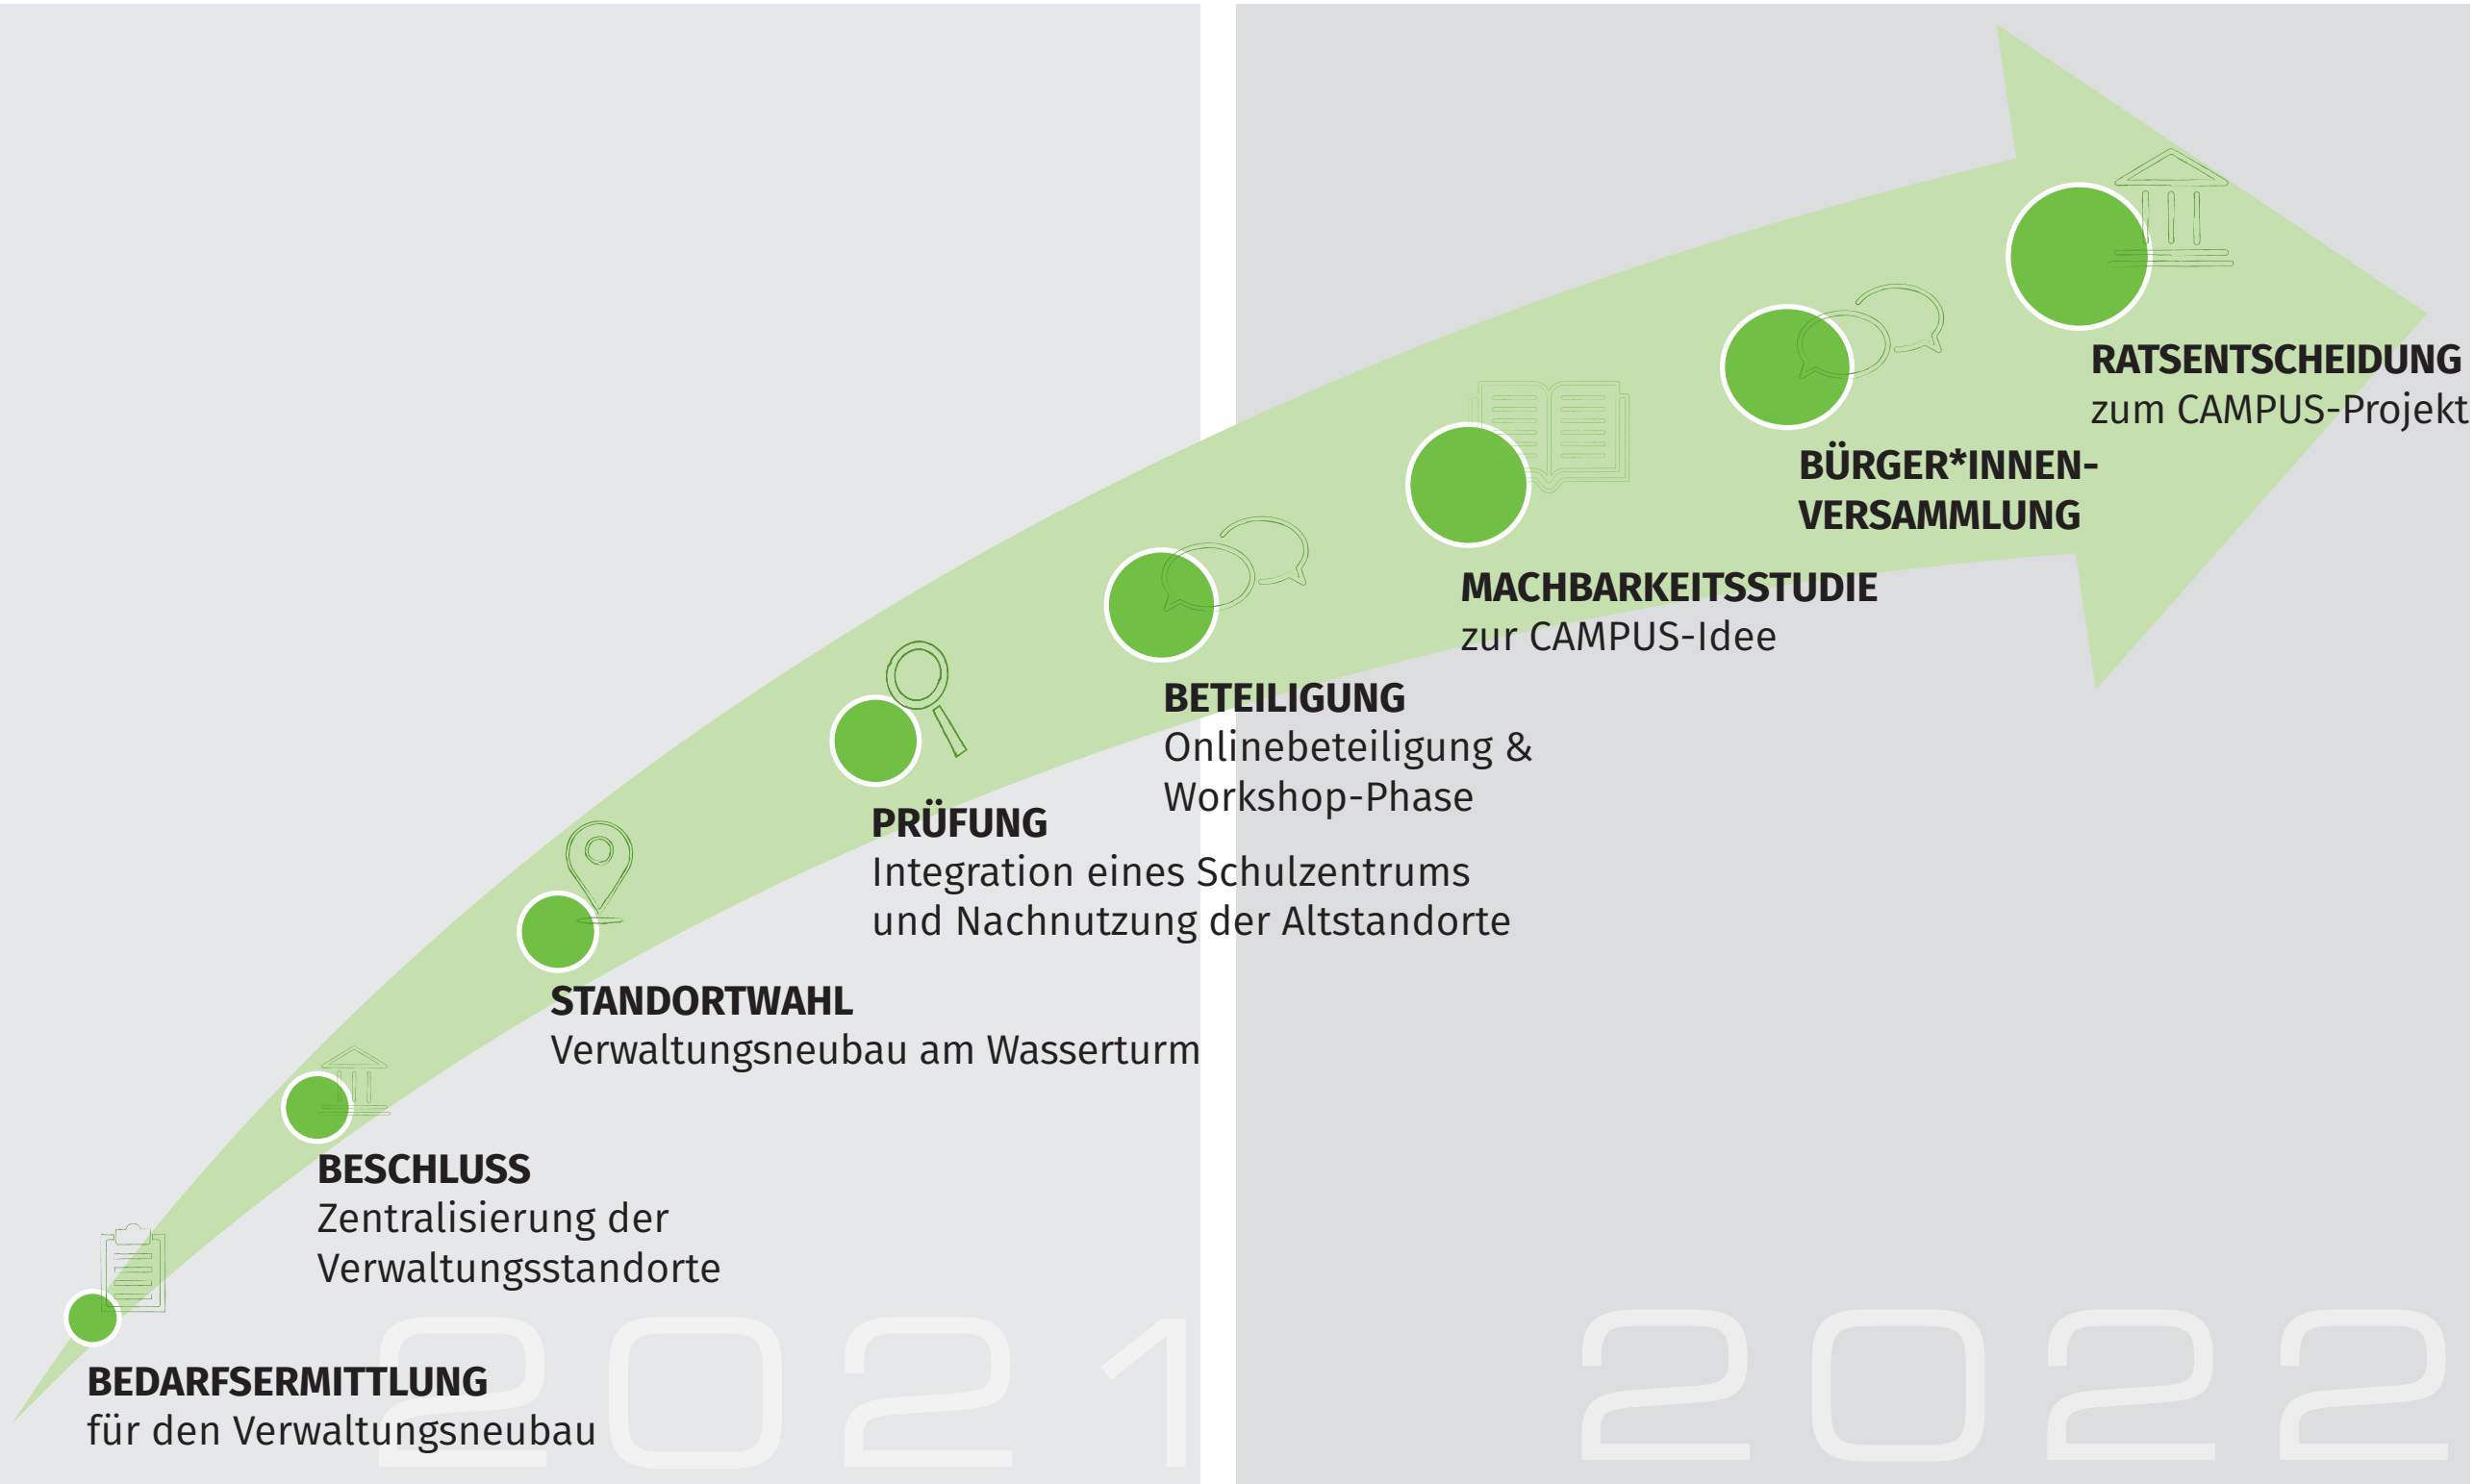 BEDARFSERMITTLUNG
für den Verwaltungsneubau
BESCHLUSS
Zentralisierung der
Verwaltungsstandorte
STANDORTWAHL
Verwaltungsneubau am Wasserturm
PRÜFUNG
Integration eines Schulzentrums
und Nachnutzung der Altstandorte
BETEILIGUNG
Onlinebeteiligung &
Workshop-Phase
MACHBARKEITSSTUDIE
zur CAMPUS-Idee
BÜRGER*INNEN-
VERSAMMLUNG
RATSENTSCHEIDUNG
zum CAMPUS-Projekt
2021
2022